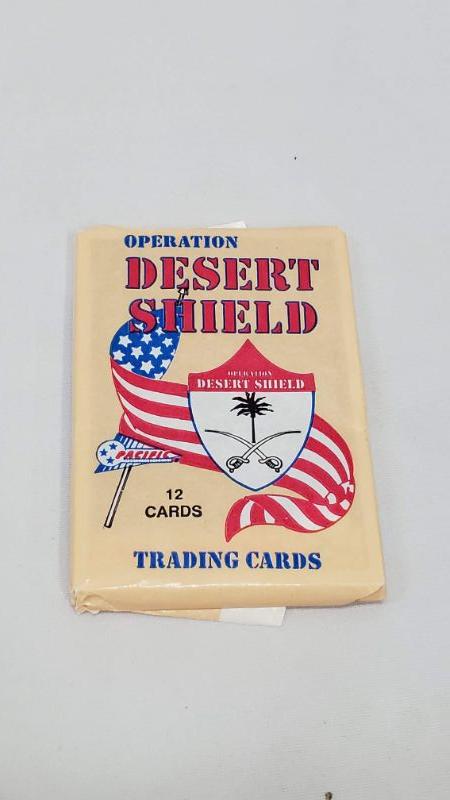 OPERATION
DESERT
SHIELD
OPERATION
DESERT SHIELD
PACIFIC
12
CARDS
TRADING CARDS